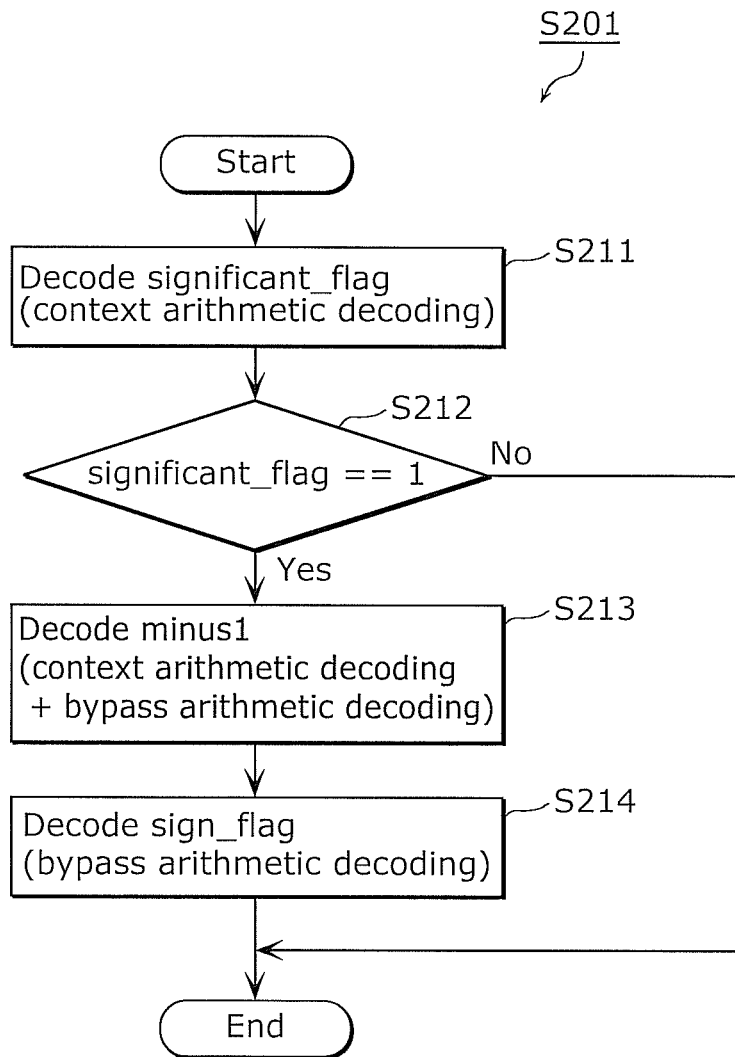 S201
Start
S211
Decode significant_flag
(context arithmetic decoding)
S212
significant_flag == 1
No
Yes
S213
Decode minus1
(context arithmetic decoding
+ bypass arithmetic decoding)
S214
Decode sign_flag
(bypass arithmetic decoding)
End